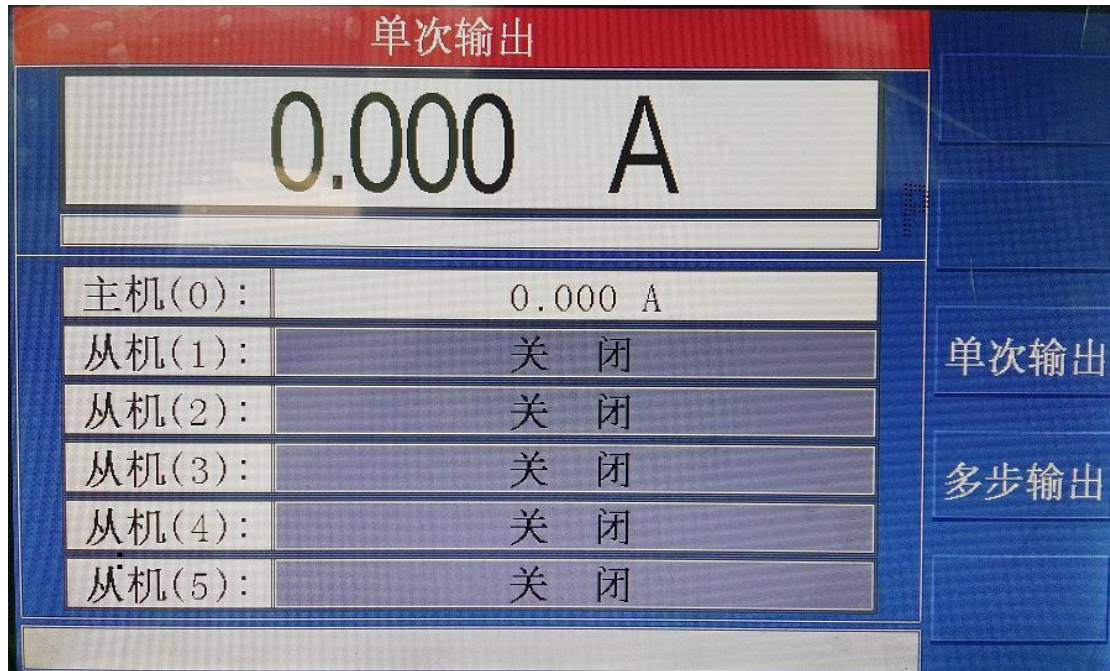 单次输出
0.000 A
主机(0): 0.000 A
从机(1): 关 闭
从机(2): 关 闭
从机(3): 关 闭
从机(4): 关 闭
从机(5): 关 闭
单次输出
多步输出